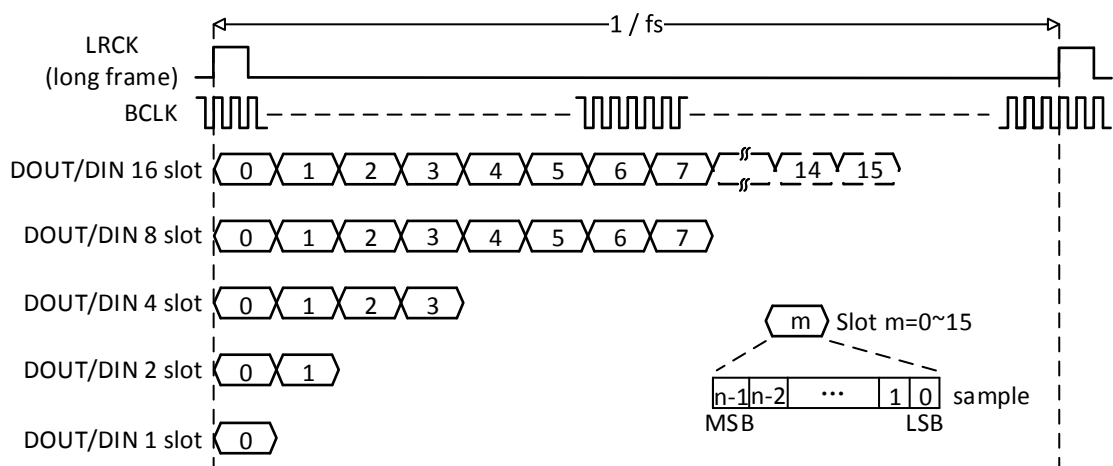 1 / fs
LRCK
(long frame)
BCLK
DOUT/DIN 16 slot 0 1 2 3 4 5 6 7 14 15
DOUT/DIN 8 slot 0 1 2 3 4 5 6 7
DOUT/DIN 4 slot 0 1 2 3
m Slot m=0~15
DOUT/DIN 2 slot 0 1
n-1 n-2 ... 1 0 sample
MSB LSB
DOUT/DIN 1 slot 0